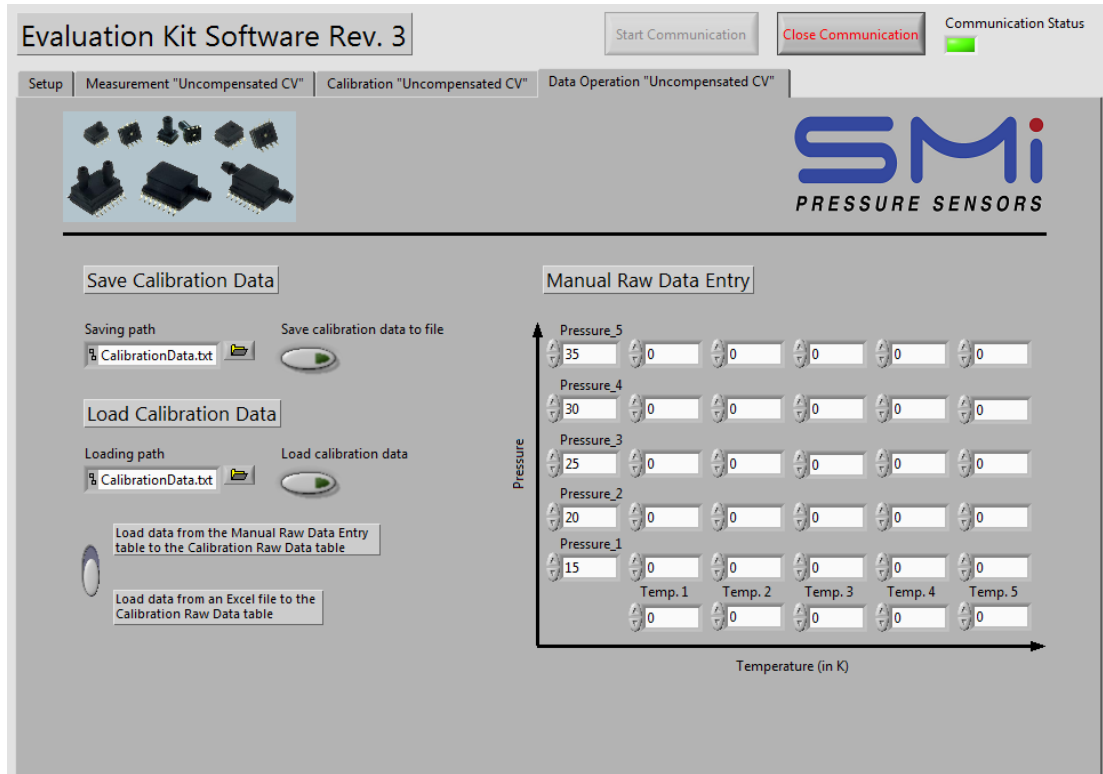 Evaluation Kit Software Rev. 3
Start Communication
Close Communication
Communication Status
Setup
Measurement "Uncompensated CV"
Calibration "Uncompensated CV"
Data Operation "Uncompensated CV"
SMi
PRESSURE SENSORS
Save Calibration Data
Saving path
Save calibration data to file
CalibrationData.txt
Load Calibration Data
Loading path
Load calibration data
CalibrationData.txt
Load data from the Manual Raw Data Entry
table to the Calibration Raw Data table
Load data from an Excel file to the
Calibration Raw Data table
Manual Raw Data Entry
Pressure
Pressure_5
35 0 0 0 0 0
Pressure_4
30 0 0 0 0 0
Pressure_3
25 0 0 0 0 0
Pressure_2
20 0 0 0 0 0
Pressure_1
15 0 0 0 0 0
Temp. 1 Temp. 2 Temp. 3 Temp. 4 Temp. 5
0 0 0 0 0
Temperature (in K)